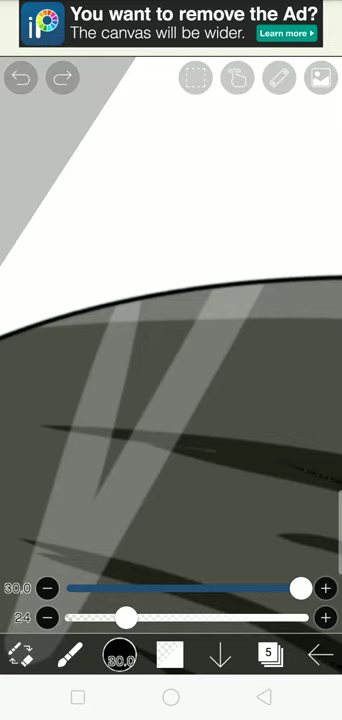 You want to remove the Ad?
The canvas will be wider.
Learn more
30.0
24
30.0
5